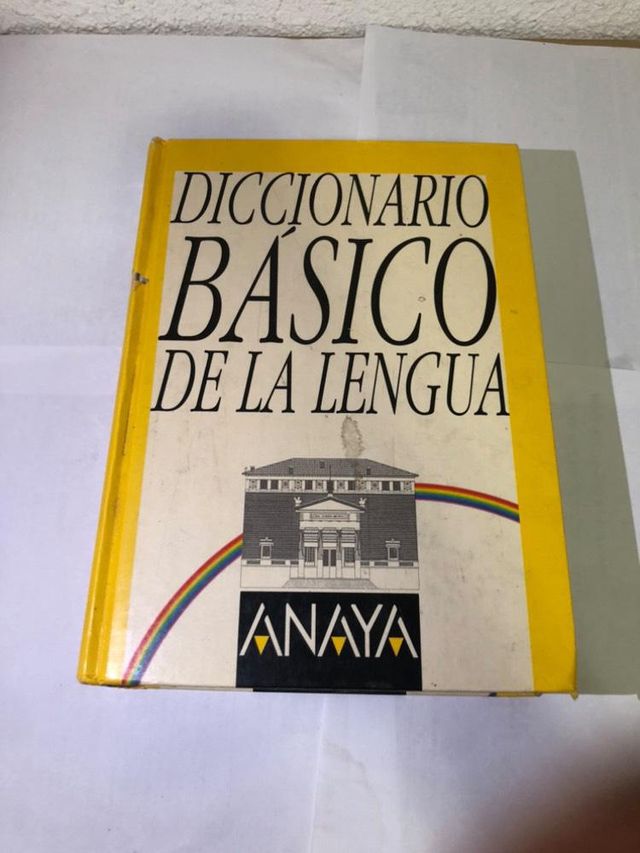 DICCIONARIO
BÁSICO
DE LA LENGUA
ANAYA